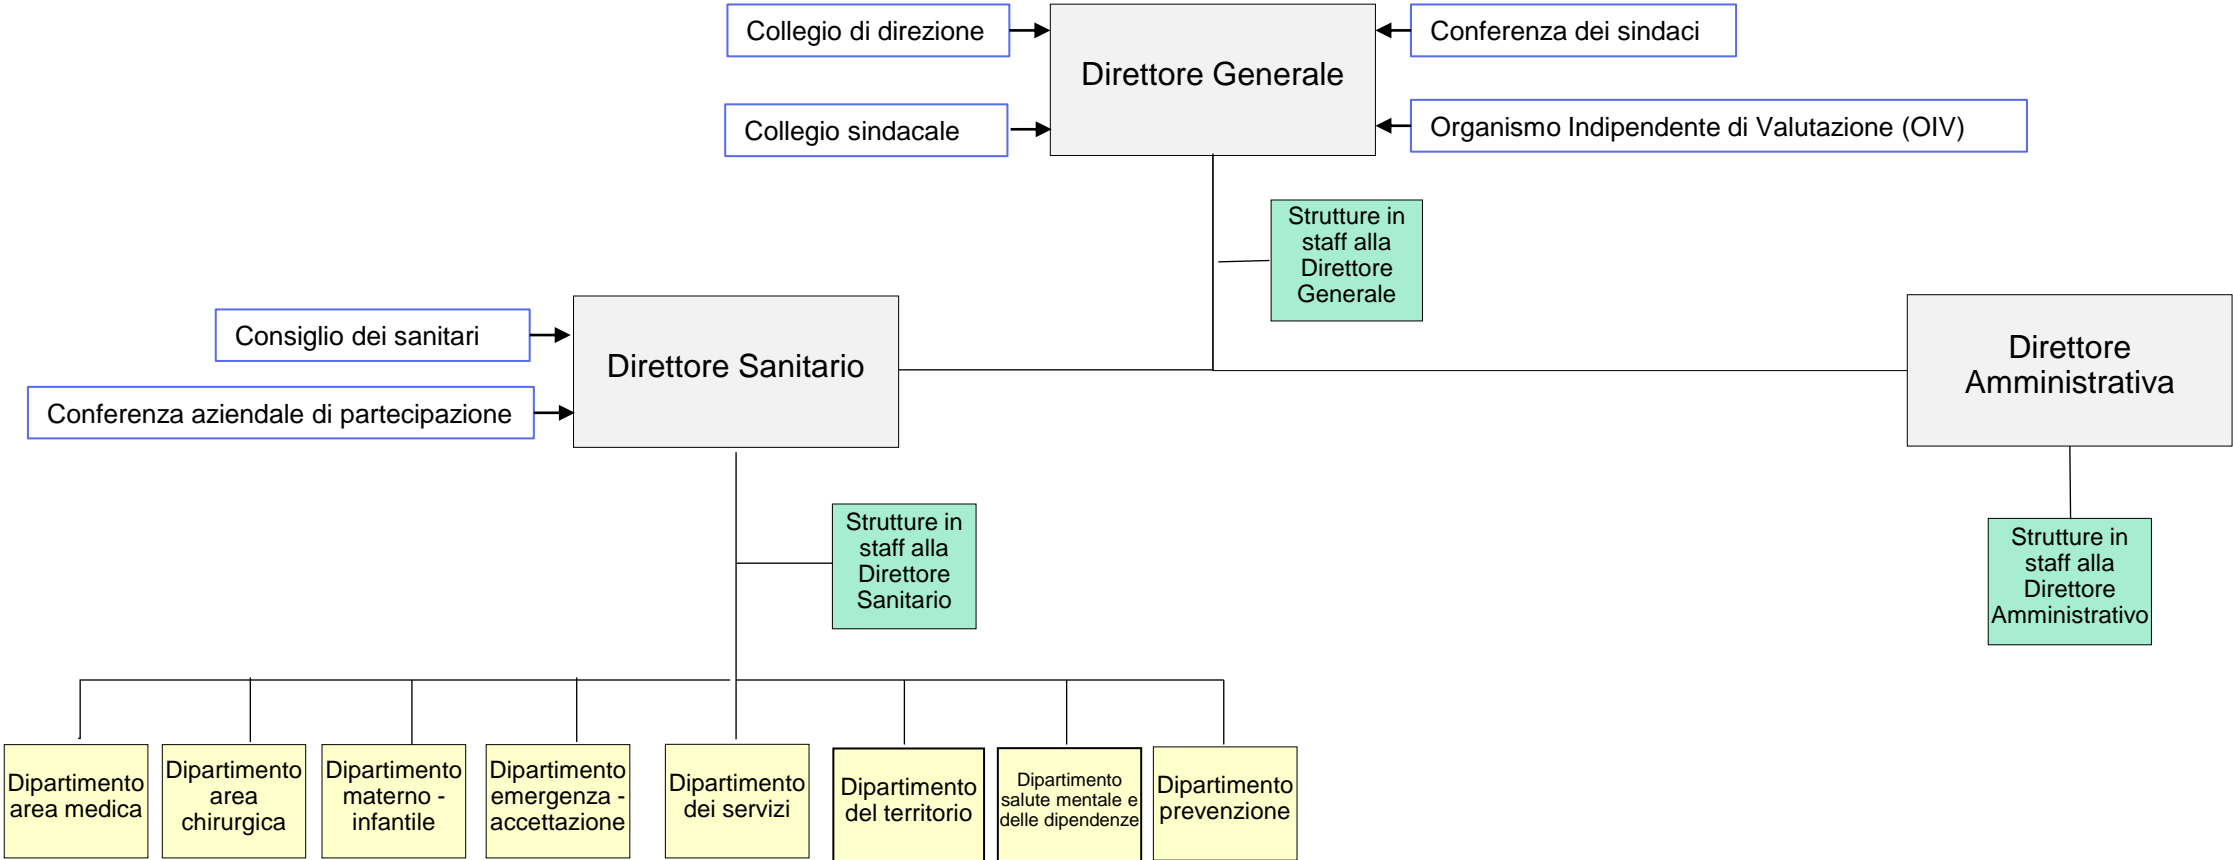 Collegio di direzione
Conferenza dei sindaci
Direttore Generale
Collegio sindacale
Organismo Indipendente di Valutazione (OIV)
Strutture in
staff alla
Direttore
Generale
Consiglio dei sanitari
Direttore Sanitario
Conferenza aziendale di partecipazione
Direttore
Amministrativa
Strutture in
staff alla
Direttore
Sanitario
Strutture in
staff alla
Direttore
Amministrativo
Dipartimento
area medica
Dipartimento
area
chirurgica
Dipartimento
materno -
infantile
Dipartimento
emergenza -
accettazione
Dipartimento
dei servizi
Dipartimento
del territorio
Dipartimento
salute mentale e
delle dipendenze
Dipartimento
prevenzione